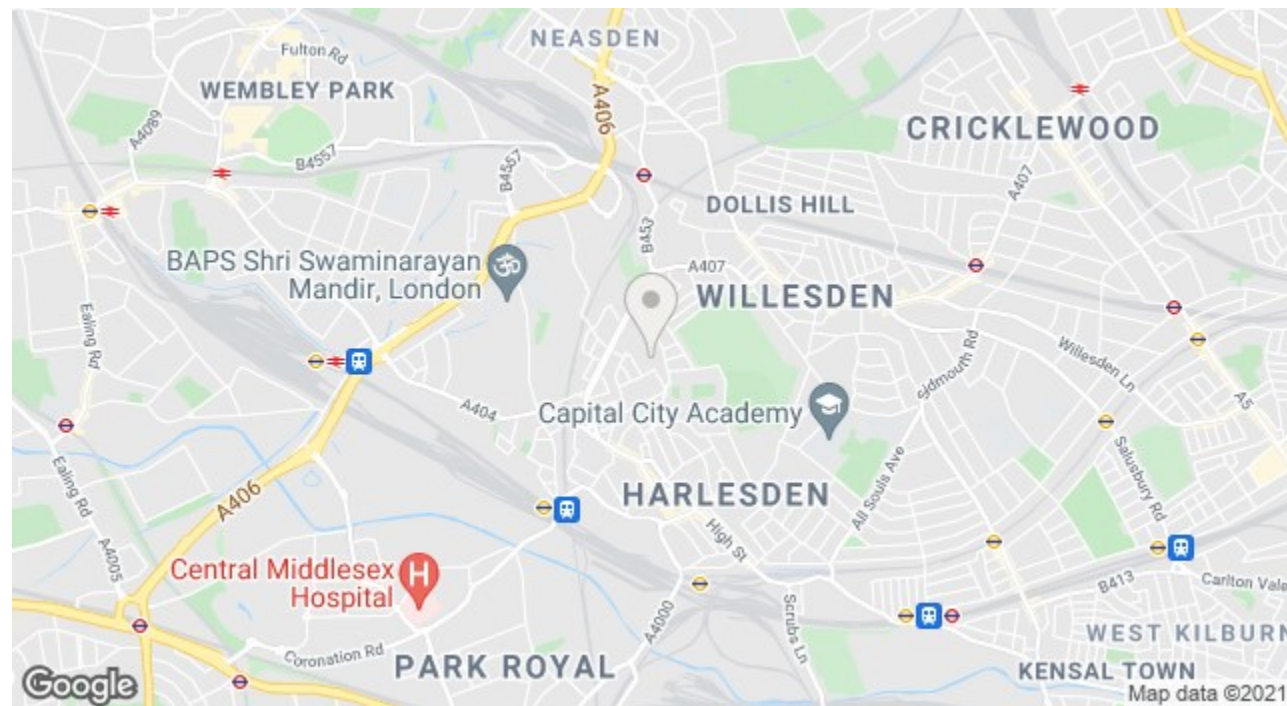 NEASDEN
Fulton Rd
WEMBLEY PARK
A406
CRICKLEWOOD
A4089
B4557
B4557
A407
DOLLIS HILL
B453
A407
BAPS Shri Swaminarayan
Mandir, London
WILLESDEN
Ealing Rd
Sidmouth Rd
Willesden Ln
A404
Capital City Academy
A5
Salusbury Rd
Ealing Rd
A406
HARLESDEN
All Souls Ave
High St
A4005
Central Middlesex
Hospital
H
B413
Carlton Vale
A4000
Scrubs Ln
WEST KILBURN
Coronation Rd
PARK ROYAL
KENSAL TOWN
Google
Map data ©2021